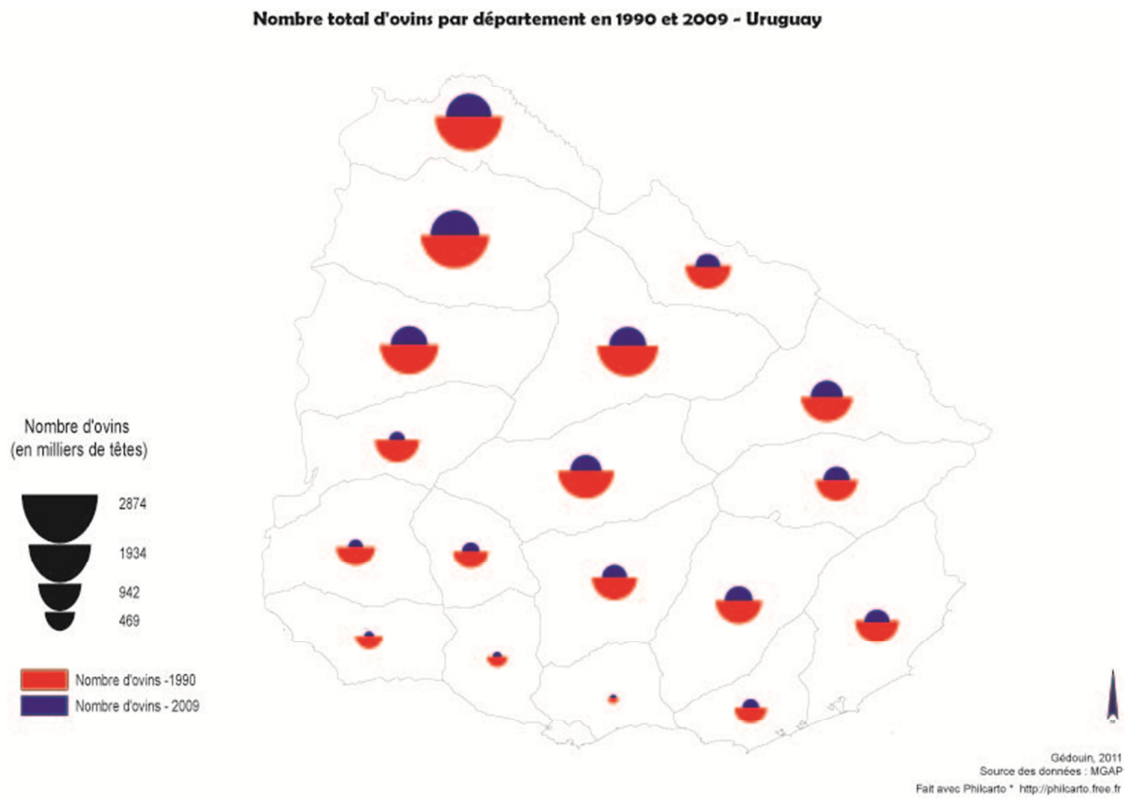 Nombre total d'ovins par département en 1990 et 2009 - Uruguay
Nombre d'ovins
(en milliers de têtes)
2874
1934
942
469
Nombre d'ovins -1990
Nombre d'ovins - 2009
Gédouin, 2011
Source des données : MGAP
Fait avec Philcarto * http://philcarto.free.fr